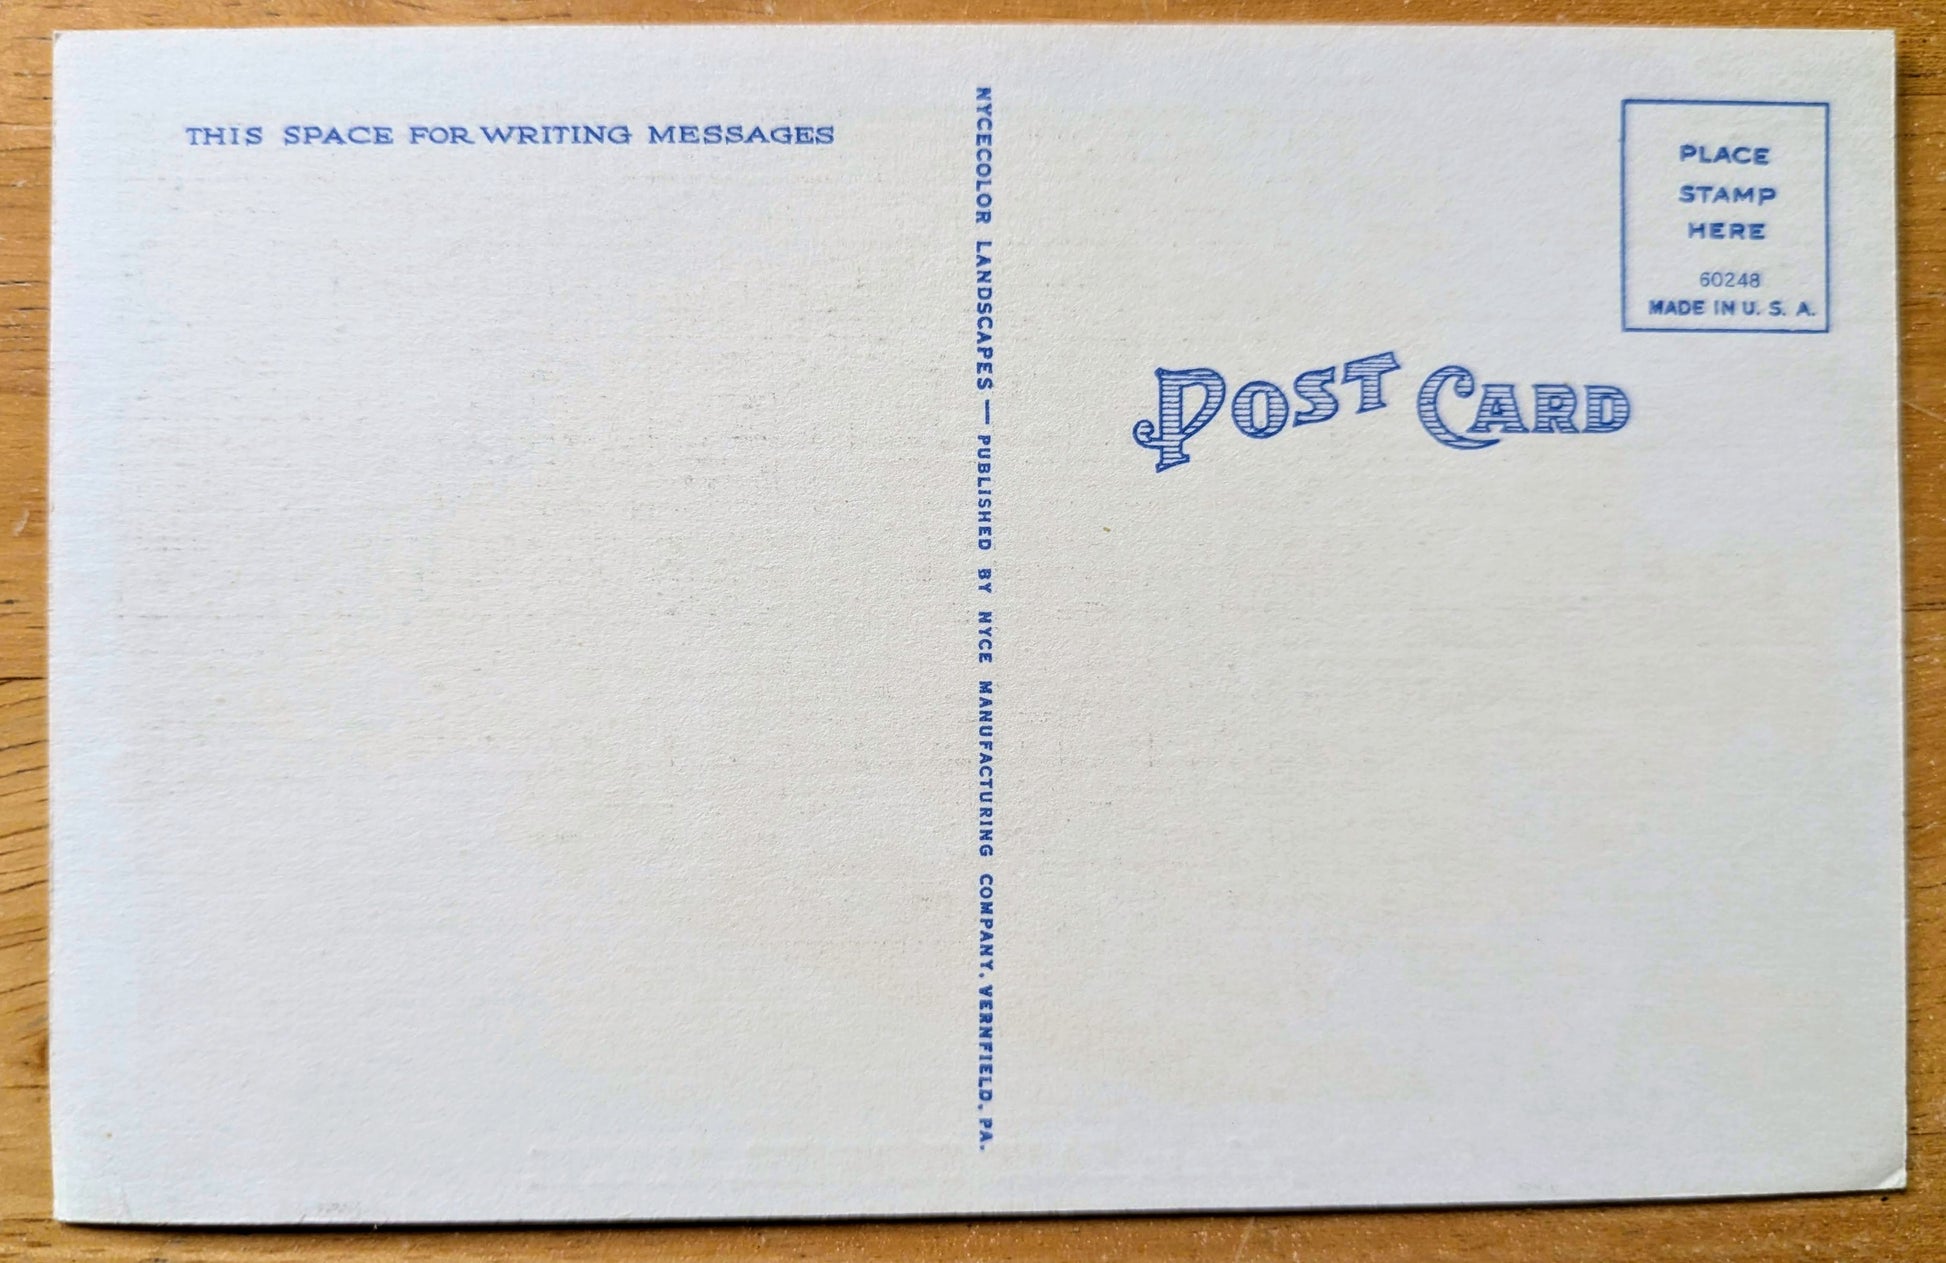 THIS SPACE FOR WRITING MESSAGES
NYCECOLOR LANDSCAPES — PUBLISHED BY NYCE MANUFACTURING COMPANY, VERNFIELD, PA.
PLACE
STAMP
HERE
60248
MADE IN U. S. A.
POST CARD